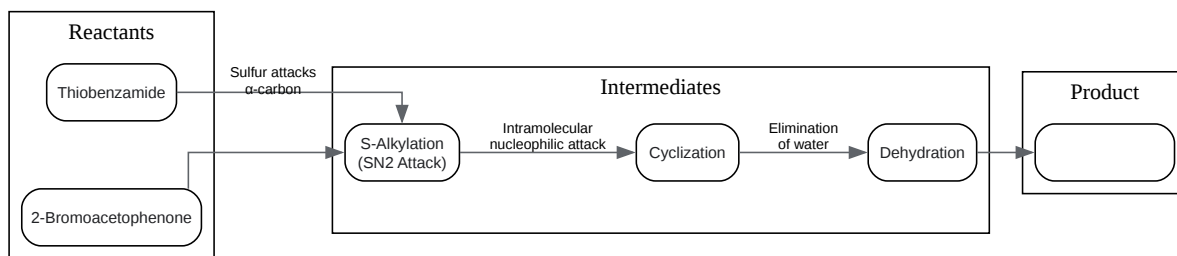 Reactants
Thiobenzamide
2-Bromoacetophenone
Sulfur attacks
α-carbon
Intermediates
S-Alkylation
(SN2 Attack)
Intramolecular
nucleophilic attack
Cyclization
Elimination
of water
Dehydration
Product